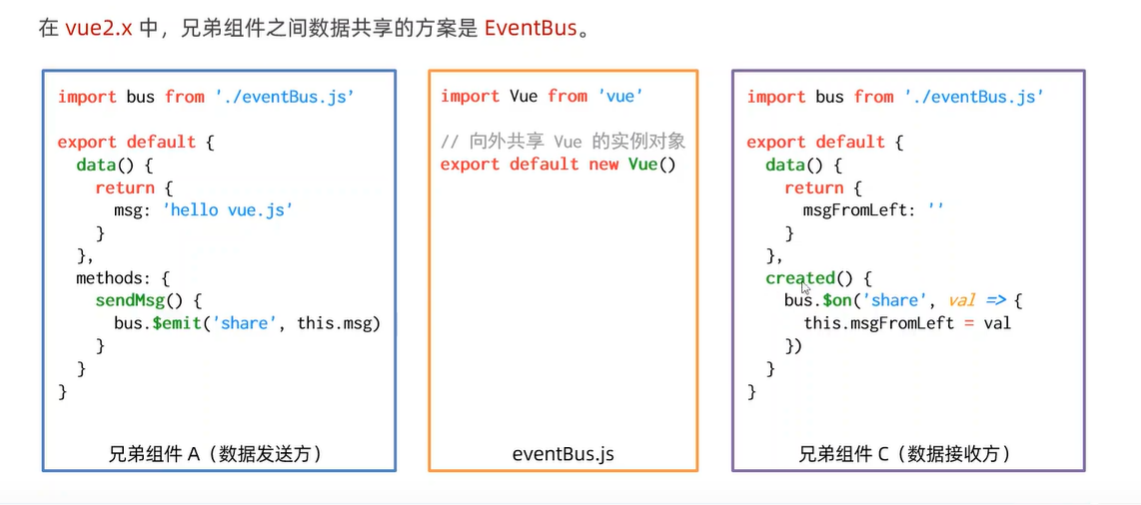 在 vue2.x 中，兄弟组件之间数据共享的方案是 EventBus。
import bus from './eventBus.js'
export default {
data() {
return {
msg: 'hello vue.js'
}
},
methods: {
sendMsg() {
bus.$emit('share', this.msg)
}
}
}
兄弟组件 A（数据发送方）
import Vue from 'vue'
// 向外共享 Vue 的实例对象
export default new Vue()
eventBus.js
import bus from './eventBus.js'
export default {
data() {
return {
msgFromLeft: ''
}
},
created() {
bus.$on('share', val => {
this.msgFromLeft = val
})
}
}
兄弟组件 C（数据接收方）